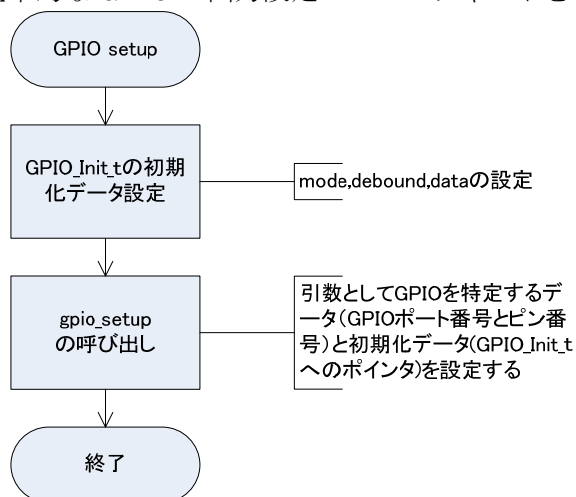 GPIO setup
GPIO_Init_tの初期
化データ設定
mode,debound,dataの設定
gpio_setup
の呼び出し
引数としてGPIOを特定するデ
ータ(GPIOポート番号とピン番
号)と初期化データ(GPIO_Init_t
へのポインタ)を設定する
終了